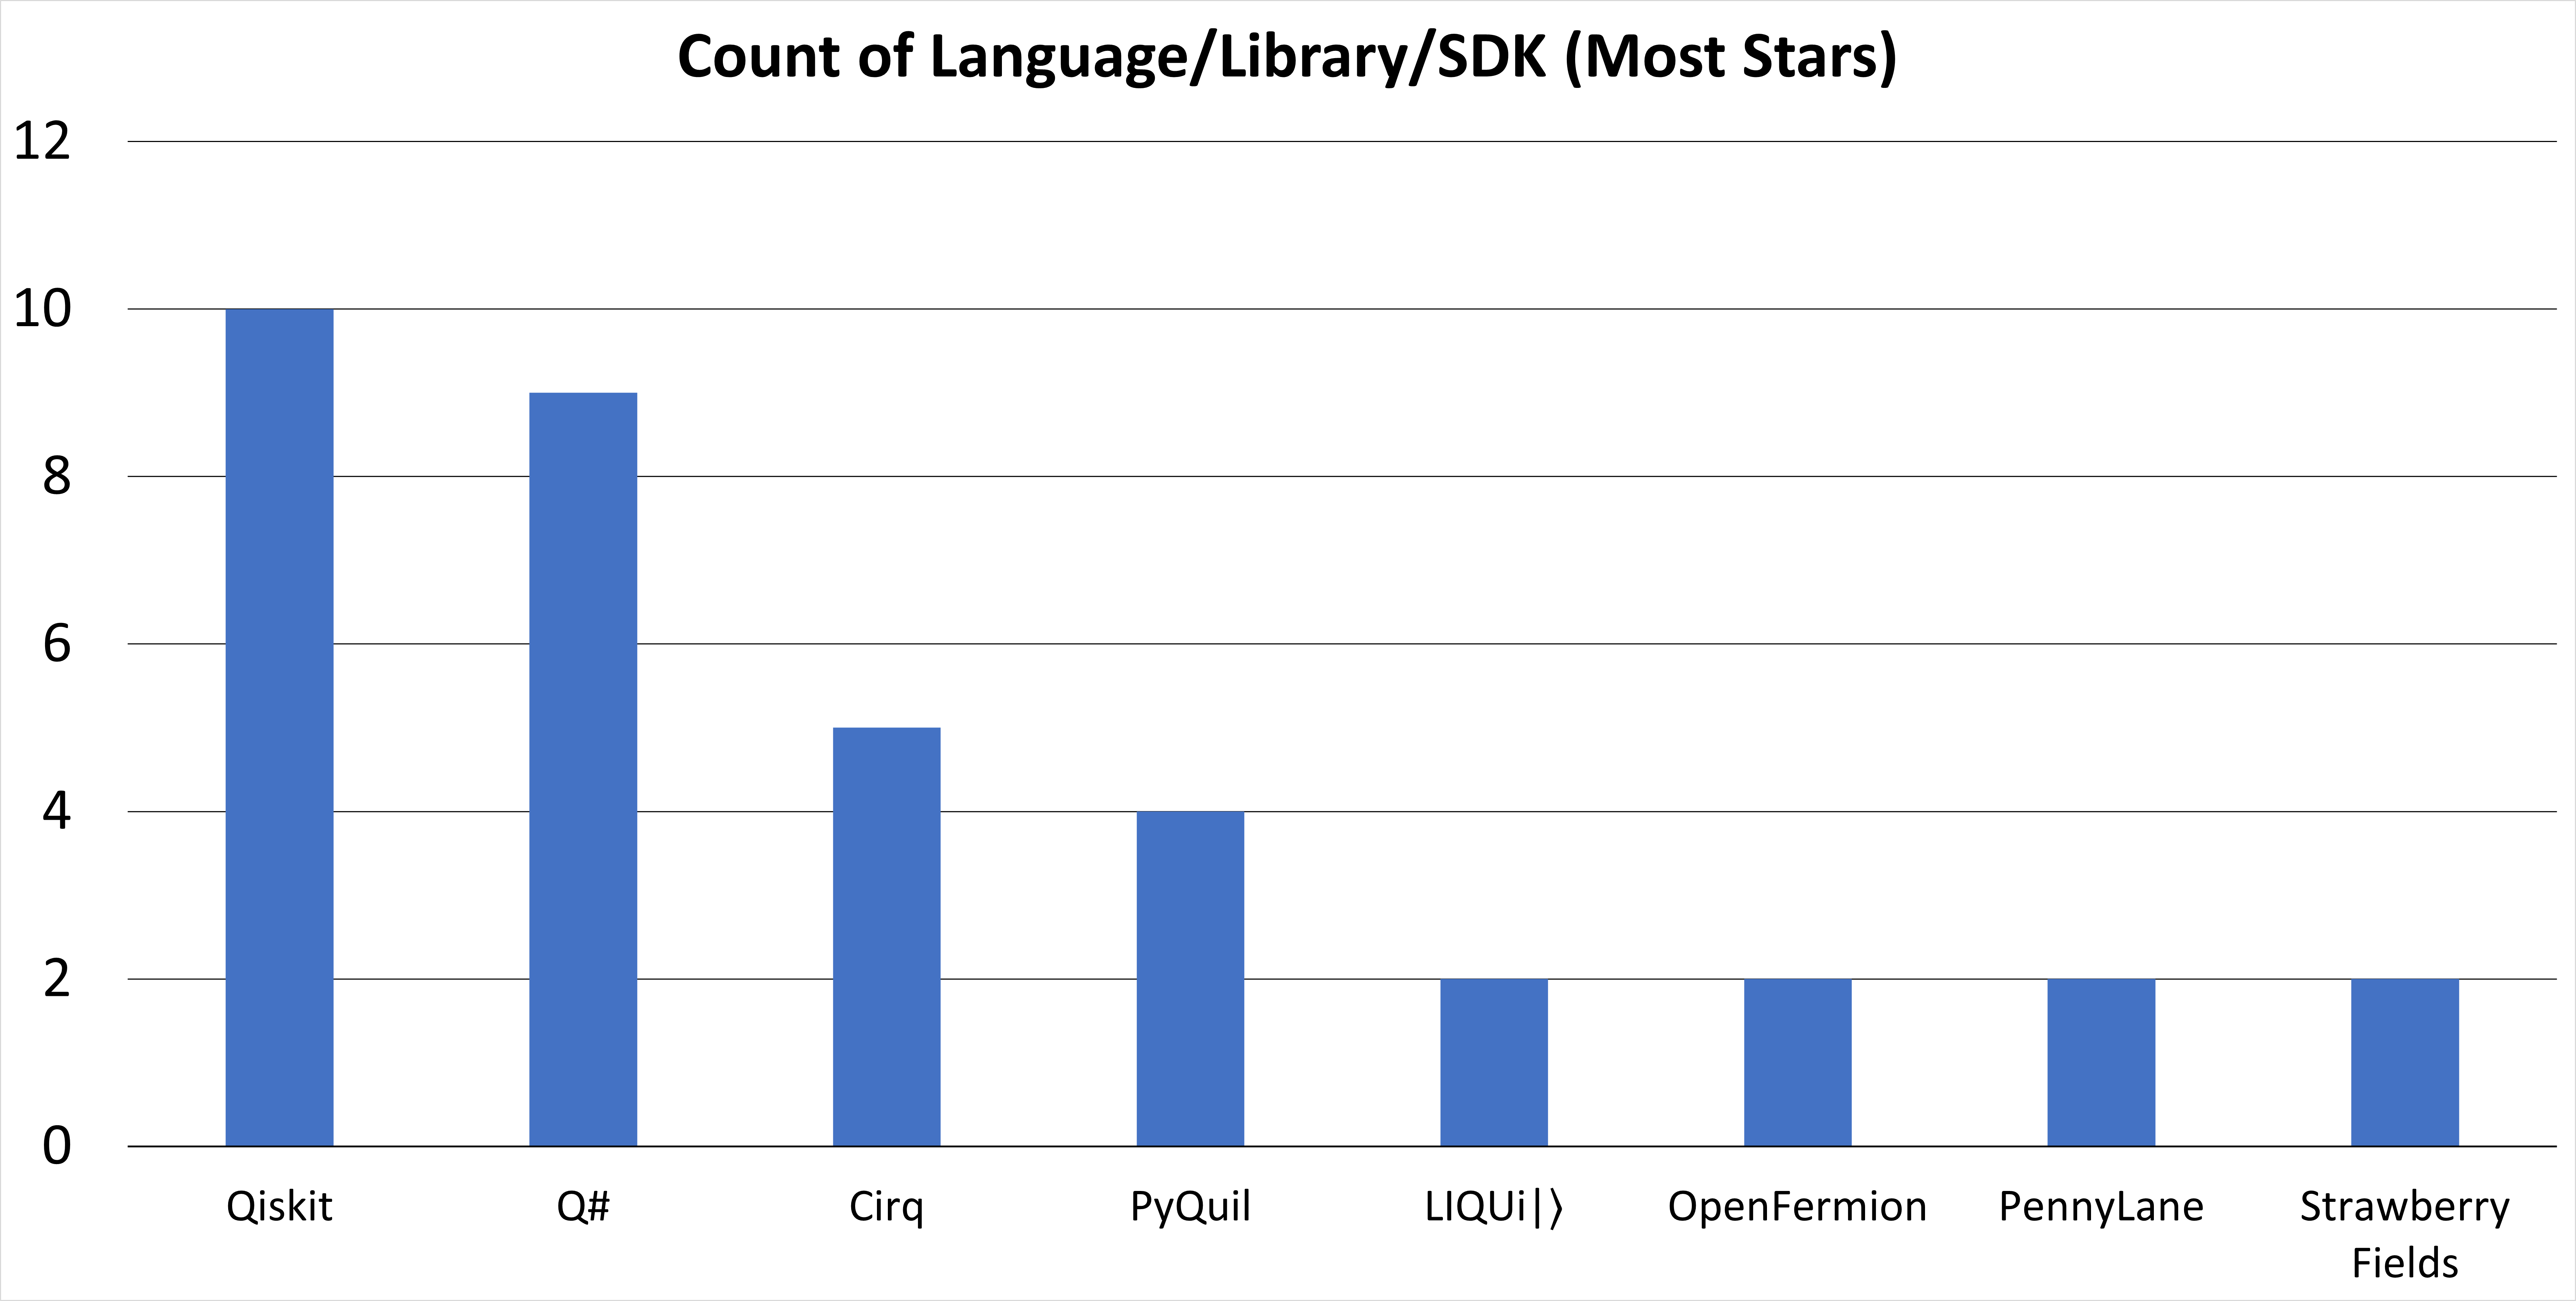 Count of Language/Library/SDK (Most Stars)
12
10
8
6
4
2
0
Qiskit
Q#
Cirq
PyQuil
LIQUi|⟩
OpenFermion
PennyLane
Strawberry
Fields